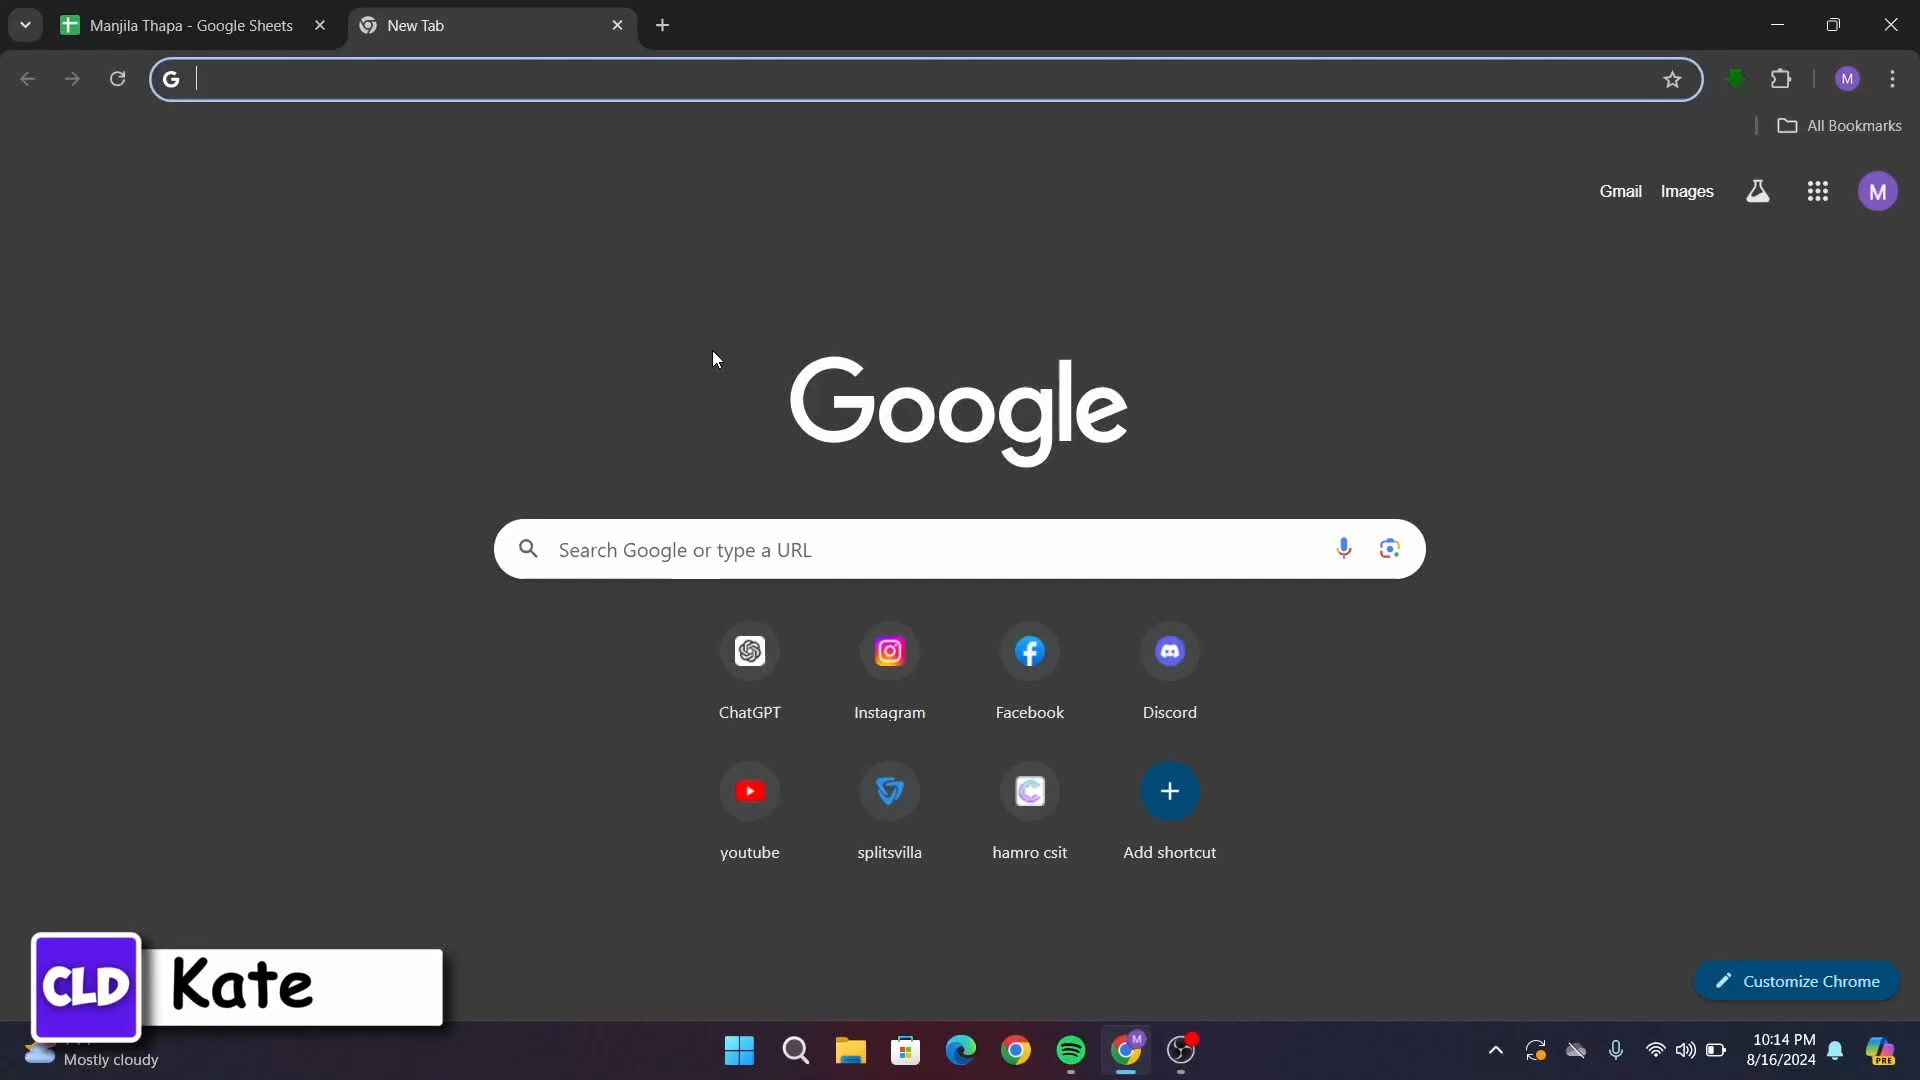 Manjila Thapa - Google Sheets
New Tab
M
All Bookmarks
Gmail Images
M
Google
Search Google or type a URL
ChatGPT Instagram Facebook Discord
youtube splitsvilla hamro csit Add shortcut
CLD Kate
Customize Chrome
Mostly cloudy
M
10:14 PM
8/16/2024
PRE